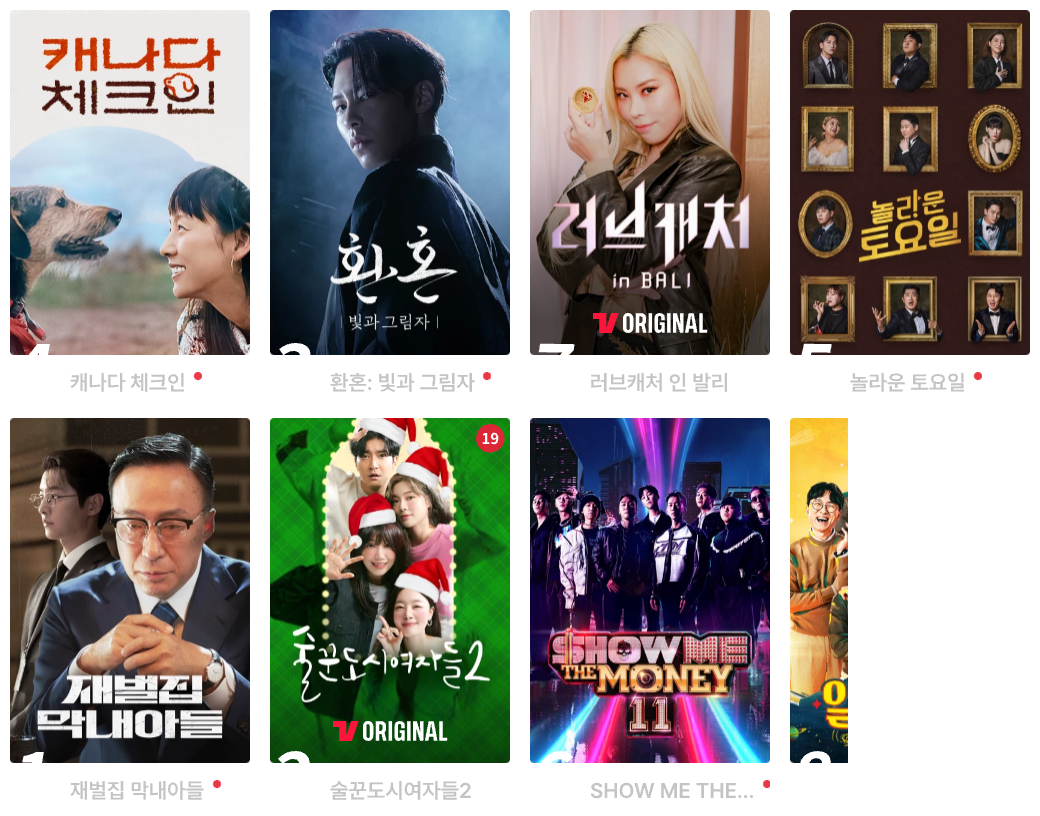 캐나다
체크인
환혼
빛과 그림자
러브캐처
in BALI
ORIGINAL
놀라운
토요일
캐나다 체크인
환혼: 빛과 그림자
러브캐처 인 발리
놀라운 토요일
재벌집
막내아들
19
술꾼도시여자들2
ORIGINAL
SHOW ME
THE MONEY
11
재벌집 막내아들
술꾼도시여자들2
SHOW ME THE...